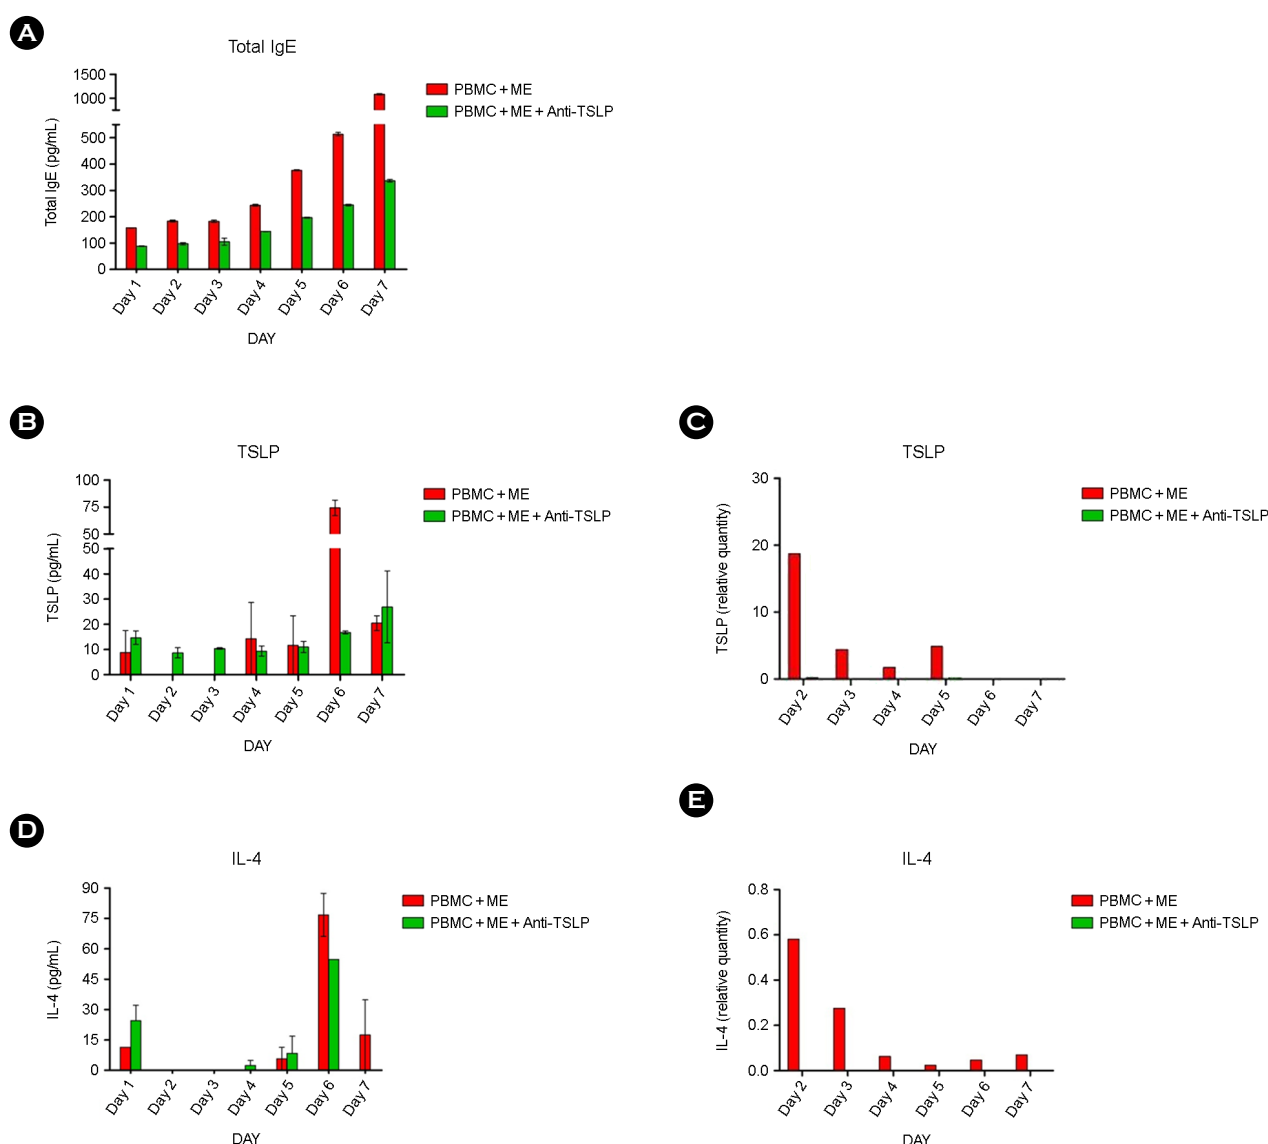 A
Total IgE
1500
1000
500
400
300
200
100
0
Total IgE (pg/mL)
Day 1
Day 2
Day 3
Day 4
Day 5
Day 6
Day 7
DAY
PBMC + ME
PBMC + ME + Anti-TSLP
B
TSLP
100
75
50
50
40
30
20
10
0
TSLP (pg/mL)
Day 1
Day 2
Day 3
Day 4
Day 5
Day 6
Day 7
DAY
PBMC + ME
PBMC + ME + Anti-TSLP
C
TSLP
30
20
10
0
TSLP (relative quantity)
Day 2
Day 3
Day 4
Day 5
Day 6
Day 7
DAY
PBMC + ME
PBMC + ME + Anti-TSLP
D
IL-4
90
75
60
45
30
15
0
IL-4 (pg/mL)
Day 1
Day 2
Day 3
Day 4
Day 5
Day 6
Day 7
DAY
PBMC + ME
PBMC + ME + Anti-TSLP
E
IL-4
0.8
0.6
0.4
0.2
0.0
IL-4 (relative quantity)
Day 2
Day 3
Day 4
Day 5
Day 6
Day 7
DAY
PBMC + ME
PBMC + ME + Anti-TSLP